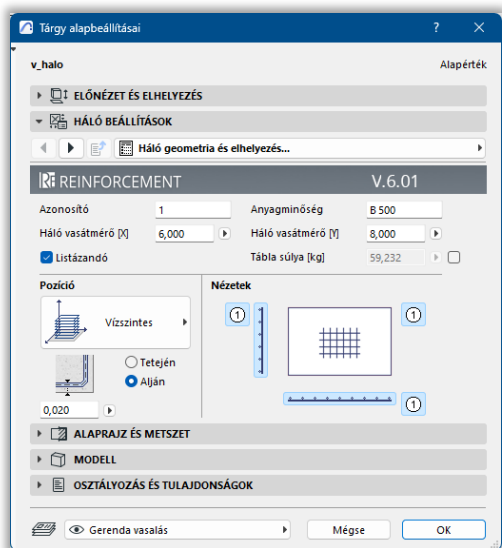 Tárgy alapbeállításai ?
v_halo Alapérték
ELŐNÉZET ÉS ELHELYEZÉS
HÁLÓ BEÁLLÍTÁSOK
Háló geometria és elhelyezés...
REINFORCEMENT V.6.01
Azonosító 1 Anyagminőség B 500
Háló vasátmérő [X] 6,000 Háló vasátmérő [Y] 8,000
Listázandó Tábla súlya [kg] 59,232
Pozíció Nézetek
1 1
Vízszintes
Tetején
Alján
1
0,020
ALAPRAJZ ÉS METSZET
MODELL
OSZTÁLYOZÁS ÉS TULAJDONSÁGOK
Gerenda vasalás Mégse OK